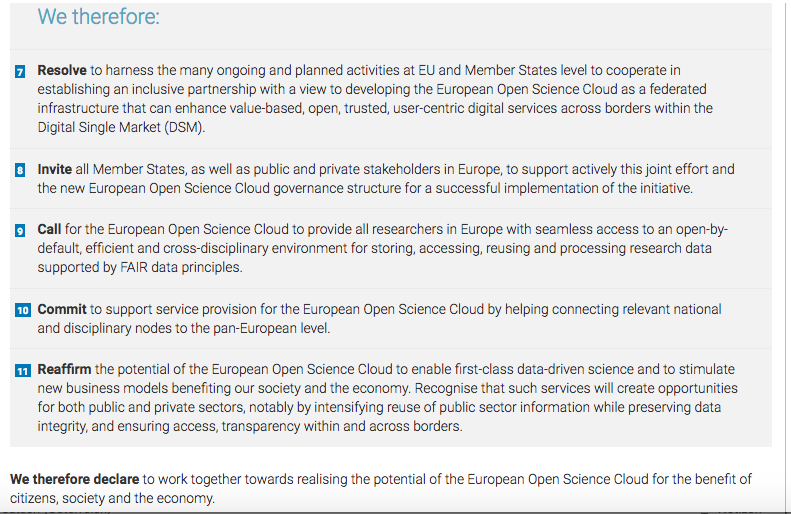 We therefore:
7 Resolve to harness the many ongoing and planned activities at EU and Member States level to cooperate in
establishing an inclusive partnership with a view to developing the European Open Science Cloud as a federated
infrastructure that can enhance value-based, open, trusted, user-centric digital services across borders within the
Digital Single Market (DSM).
8 Invite all Member States, as well as public and private stakeholders in Europe, to support actively this joint effort and
the new European Open Science Cloud governance structure for a successful implementation of the initiative.
9 Call for the European Open Science Cloud to provide all researchers in Europe with seamless access to an open-by-
default, efficient and cross-disciplinary environment for storing, accessing, reusing and processing research data
supported by FAIR data principles.
10 Commit to support service provision for the European Open Science Cloud by helping connecting relevant national
and disciplinary nodes to the pan-European level.
11 Reaffirm the potential of the European Open Science Cloud to enable first-class data-driven science and to stimulate
new business models benefiting our society and the economy. Recognise that such services will create opportunities
for both public and private sectors, notably by intensifying reuse of public sector information while preserving data
integrity, and ensuring access, transparency within and across borders.
We therefore declare to work together towards realising the potential of the European Open Science Cloud for the benefit of
citizens, society and the economy.